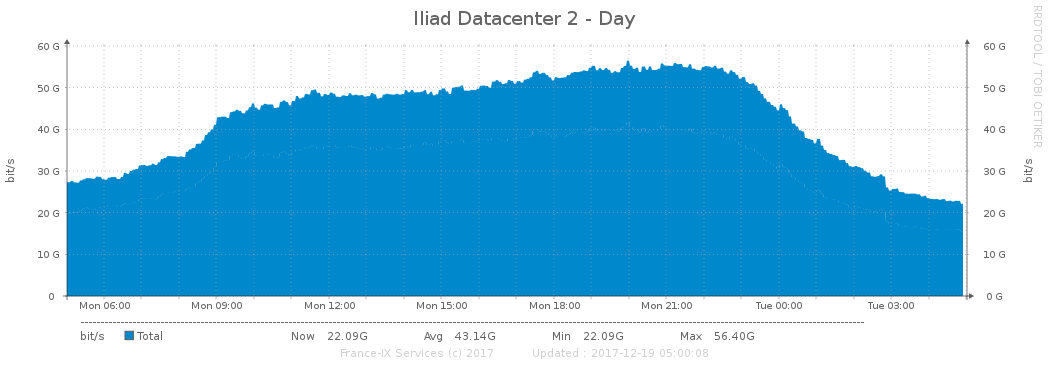 Iliad Datacenter 2 - Day
RRDTOOL / TOBI OETIKER
bit/s
60 G
50 G
40 G
30 G
20 G
10 G
0
60 G
50 G
40 G
30 G
20 G
10 G
0 G
bit/s
Mon 06:00 Mon 09:00 Mon 12:00 Mon 15:00 Mon 18:00 Mon 21:00 Tue 00:00 Tue 03:00
bit/s Total Now 22.09G Avg 43.14G Min 22.09G Max 56.40G
France-IX Services (c) 2017 Updated : 2017-12-19 05:00:08